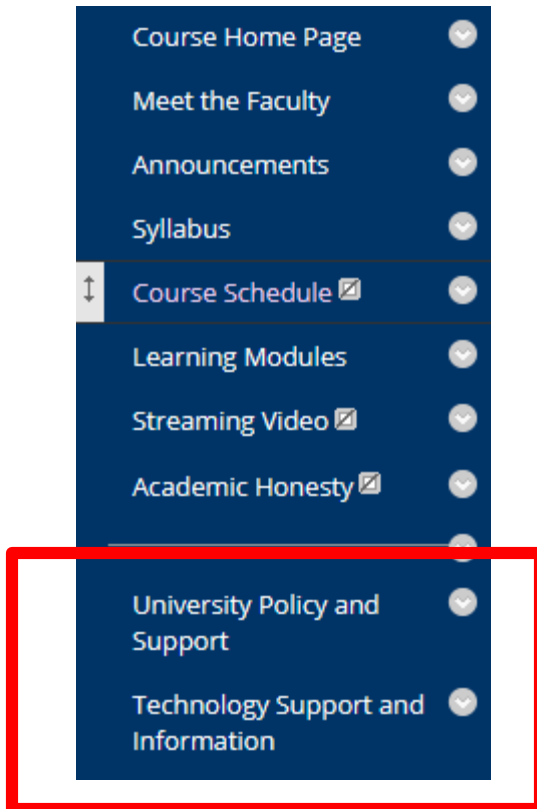 Course Home Page
Meet the Faculty
Announcements
Syllabus
Course Schedule
Learning Modules
Streaming Video
Academic Honesty
University Policy and
Support
Technology Support and
Information